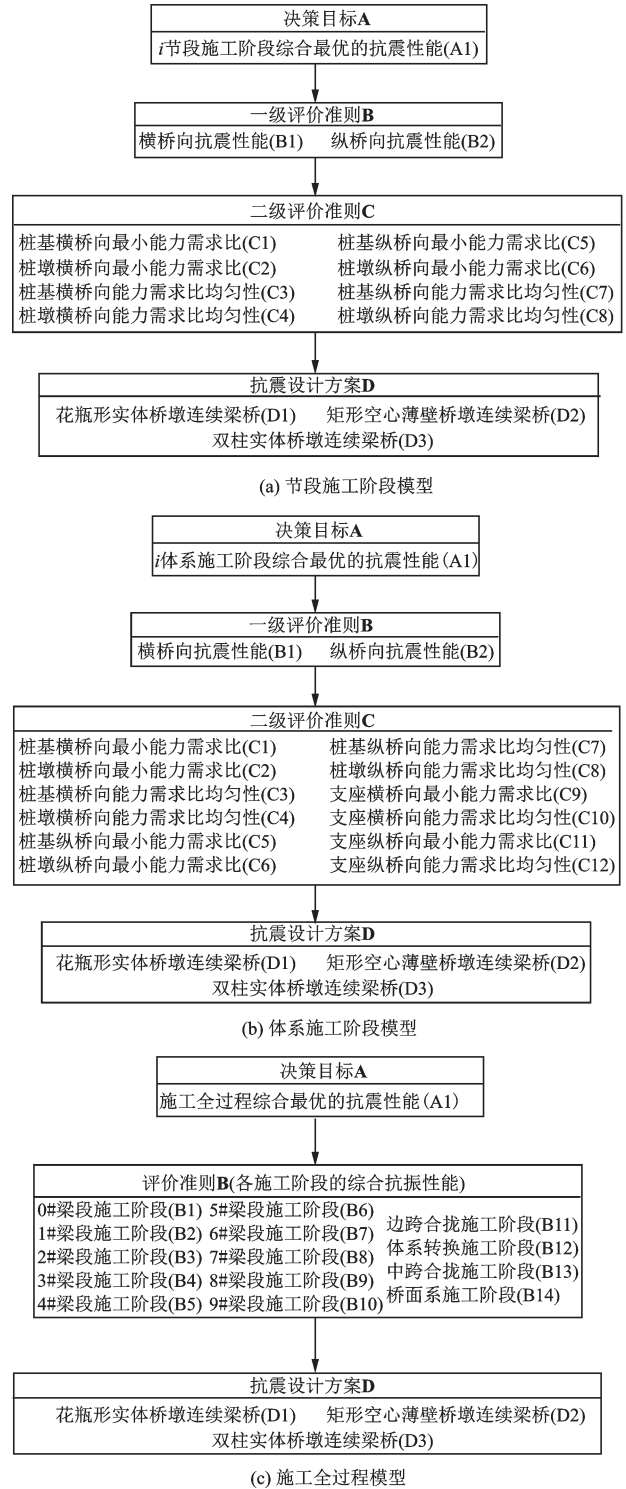 决策目标A
i节段施工阶段综合最优的抗震性能(A1)
一级评价准则B
横桥向抗震性能(B1) 纵桥向抗震性能(B2)
二级评价准则C
桩基横桥向最小能力需求比(C1) 桩基纵桥向最小能力需求比(C5)
桩墩横桥向最小能力需求比(C2) 桩墩纵桥向最小能力需求比(C6)
桩基横桥向能力需求比均匀性(C3) 桩基纵桥向能力需求比均匀性(C7)
桩墩横桥向能力需求比均匀性(C4) 桩墩纵桥向能力需求比均匀性(C8)
抗震设计方案D
花瓶形实体桥墩连续梁桥(D1) 矩形空心薄壁桥墩连续梁桥(D2)
双柱实体桥墩连续梁桥(D3)
(a) 节段施工阶段模型
决策目标A
i体系施工阶段综合最优的抗震性能(A1)
一级评价准则B
横桥向抗震性能(B1) 纵桥向抗震性能(B2)
二级评价准则C
桩基横桥向最小能力需求比(C1) 桩基纵桥向能力需求比均匀性(C7)
桩墩横桥向最小能力需求比(C2) 桩墩纵桥向能力需求比均匀性(C8)
桩基横桥向能力需求比均匀性(C3) 支座横桥向最小能力需求比(C9)
桩墩横桥向能力需求比均匀性(C4) 支座横桥向能力需求比均匀性(C10)
桩基纵桥向最小能力需求比(C5) 支座纵桥向最小能力需求比(C11)
桩墩纵桥向最小能力需求比(C6) 支座纵桥向能力需求比均匀性(C12)
抗震设计方案D
花瓶形实体桥墩连续梁桥(D1) 矩形空心薄壁桥墩连续梁桥(D2)
双柱实体桥墩连续梁桥(D3)
(b) 体系施工阶段模型
决策目标A
施工全过程综合最优的抗震性能(A1)
评价准则B(各施工阶段的综合抗振性能)
0#梁段施工阶段(B1) 5#梁段施工阶段(B6)
1#梁段施工阶段(B2) 6#梁段施工阶段(B7)
2#梁段施工阶段(B3) 7#梁段施工阶段(B8)
3#梁段施工阶段(B4) 8#梁段施工阶段(B9)
4#梁段施工阶段(B5) 9#梁段施工阶段(B10)
边跨合拢施工阶段(B11)
体系转换施工阶段(B12)
中跨合拢施工阶段(B13)
桥面系施工阶段(B14)
抗震设计方案D
花瓶形实体桥墩连续梁桥(D1) 矩形空心薄壁桥墩连续梁桥(D2)
双柱实体桥墩连续梁桥(D3)
(c) 施工全过程模型